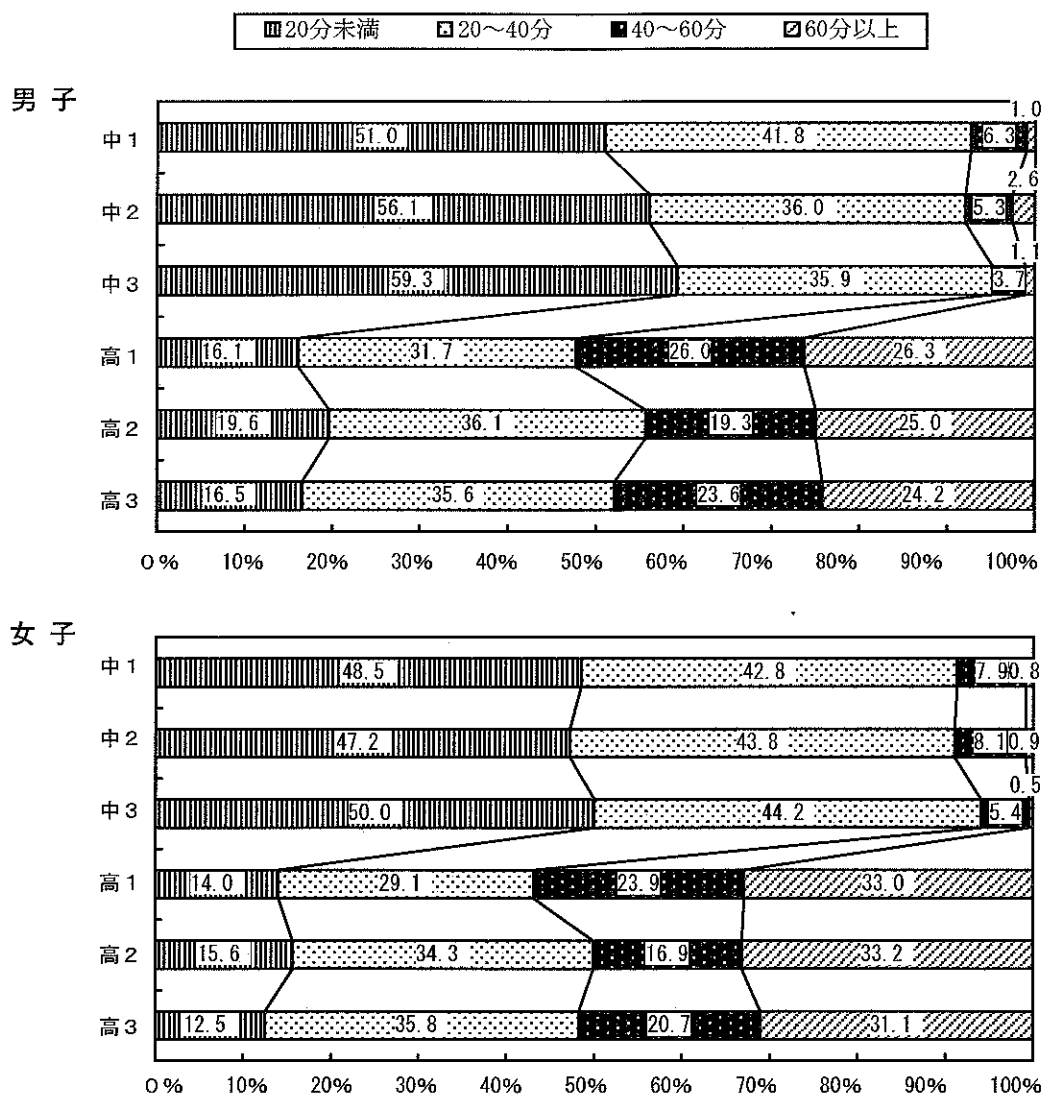 20分未満 20～40分 40～60分 60分以上
男子
1.0
中1 51.0 41.8 6.3
2.6
中2 56.1 36.0 5.3
1.1
中3 59.3 35.9 3.7
高1 16.1 31.7 26.0 26.3
高2 19.6 36.1 19.3 25.0
高3 16.5 35.6 23.6 24.2
0% 10% 20% 30% 40% 50% 60% 70% 80% 90% 100%
女子
中1 48.5 42.8 7.9 0.8
中2 47.2 43.8 8.1 0.9
0.5
中3 50.0 44.2 5.4
高1 14.0 29.1 23.9 33.0
高2 15.6 34.3 16.9 33.2
高3 12.5 35.8 20.7 31.1
0% 10% 20% 30% 40% 50% 60% 70% 80% 90% 100%